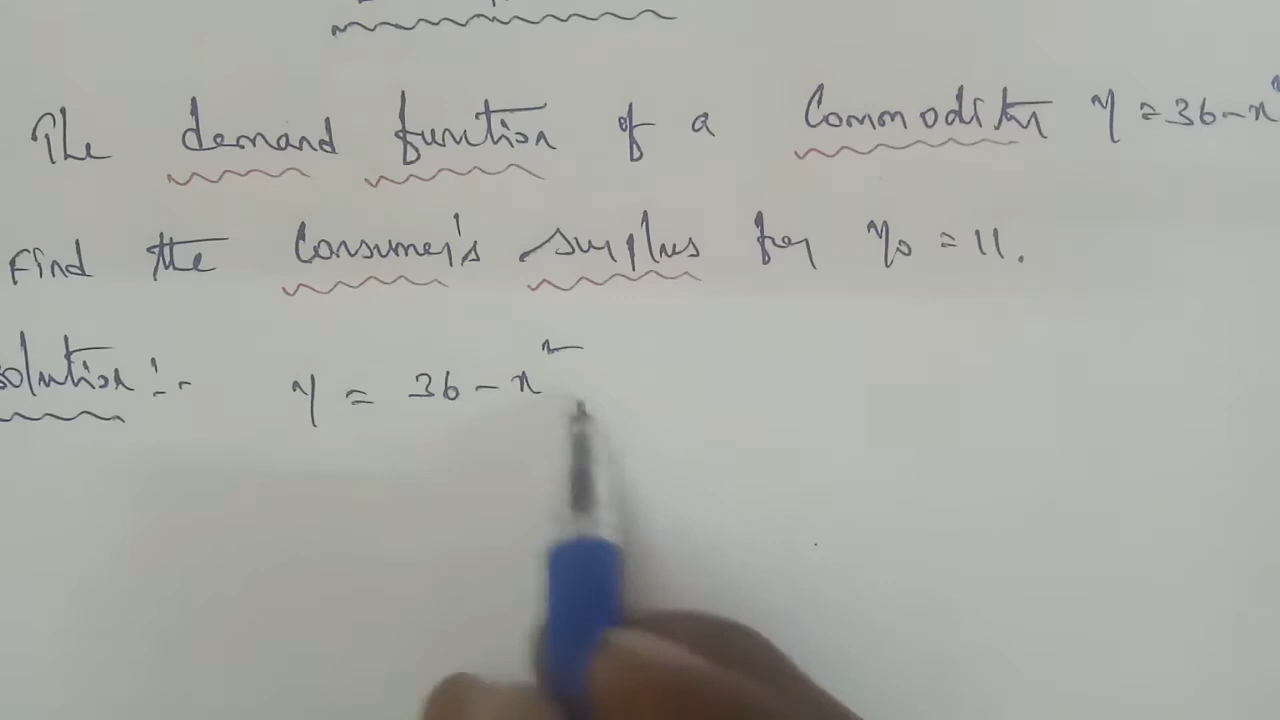 The demand function of a Commodity y = 36 - x²
Find the Consumer's surplus for y₀ = 11.
Solution :- y = 36 - x²